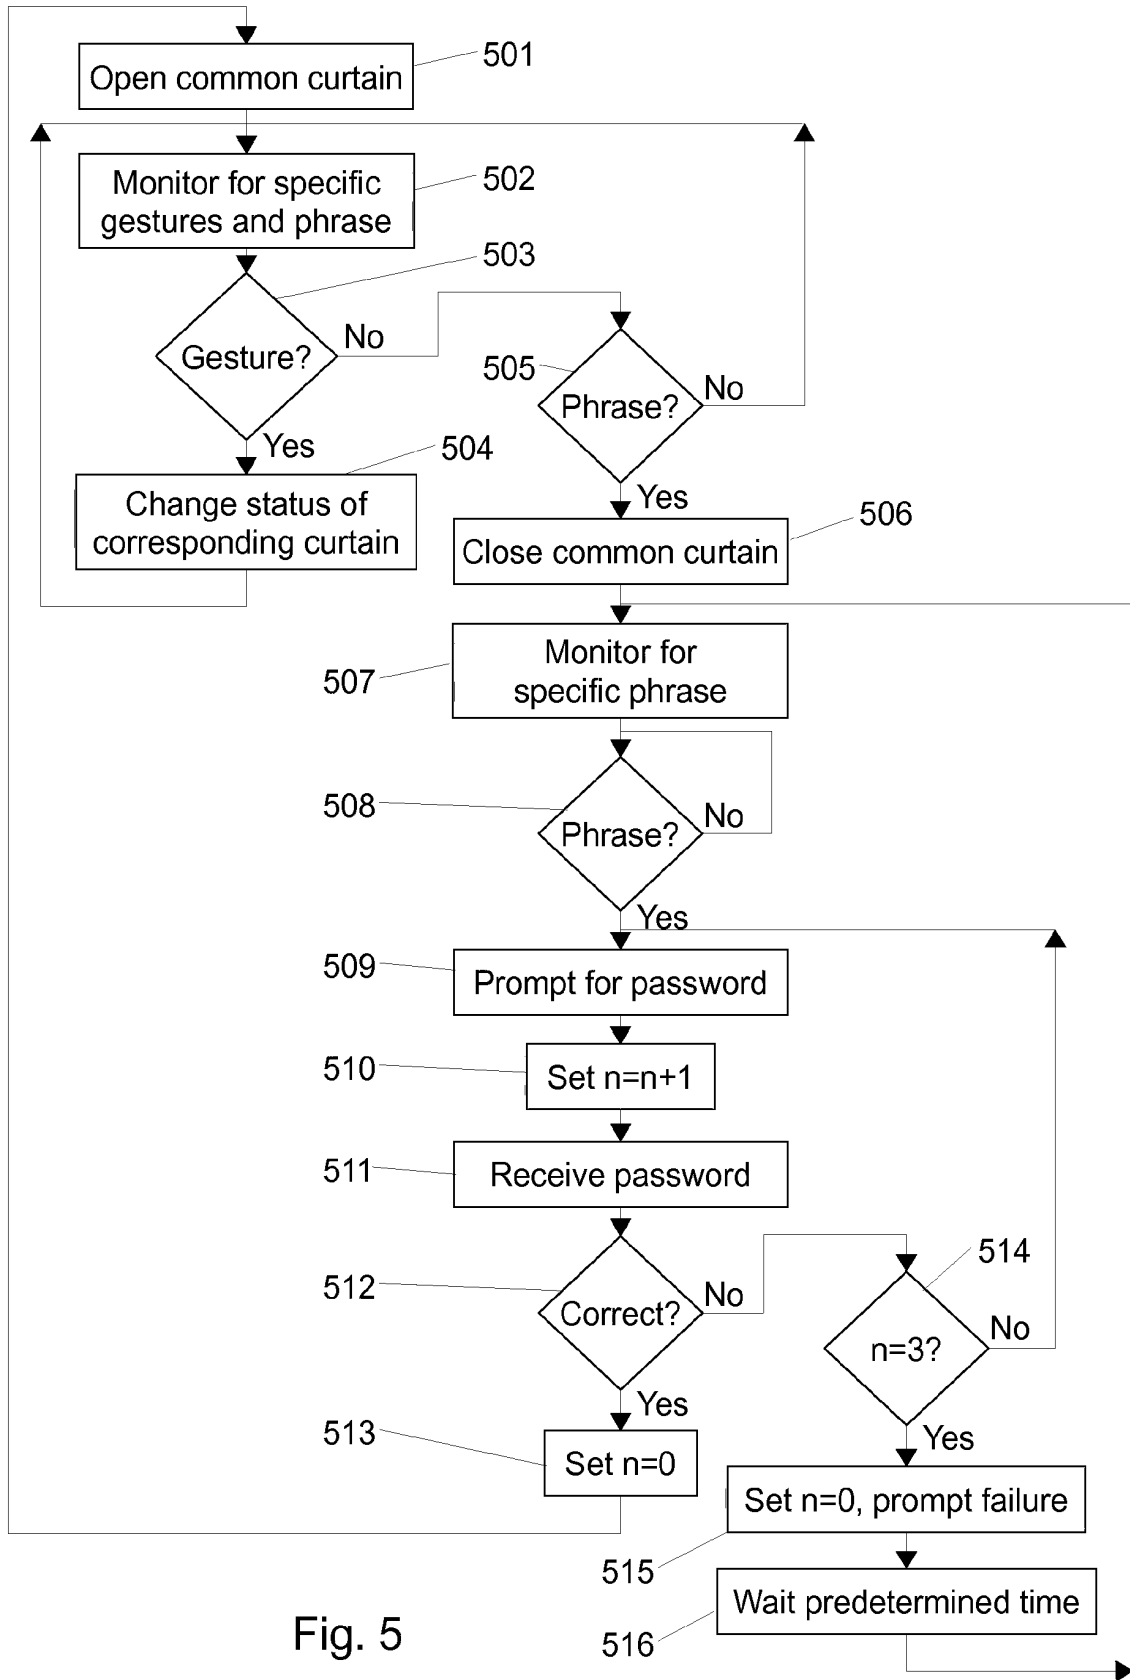 501
Open common curtain
502
Monitor for specific
gestures and phrase
503
Gesture?
No
Yes
504
Change status of
corresponding curtain
505
Phrase?
No
Yes
506
Close common curtain
507
Monitor for
specific phrase
508
Phrase?
No
Yes
509
Prompt for password
510
Set n=n+1
511
Receive password
512
Correct?
No
Yes
513
Set n=0
514
n=3?
No
Yes
Set n=0, prompt failure
515
Wait predetermined time
516
Fig. 5